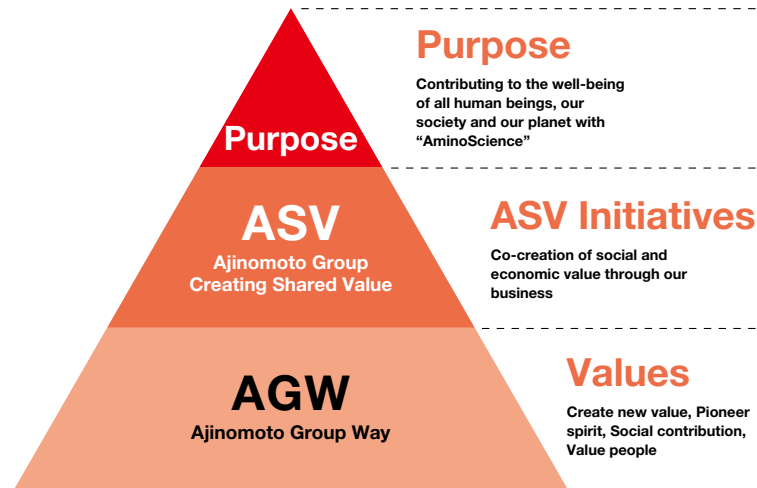 Purpose
Purpose
Contributing to the well-being
of all human beings, our
society and our planet with
“AminoScience”
ASV
Ajinomoto Group
Creating Shared Value
ASV Initiatives
Co-creation of social and
economic value through our
business
AGW
Ajinomoto Group Way
Values
Create new value, Pioneer
spirit, Social contribution,
Value people